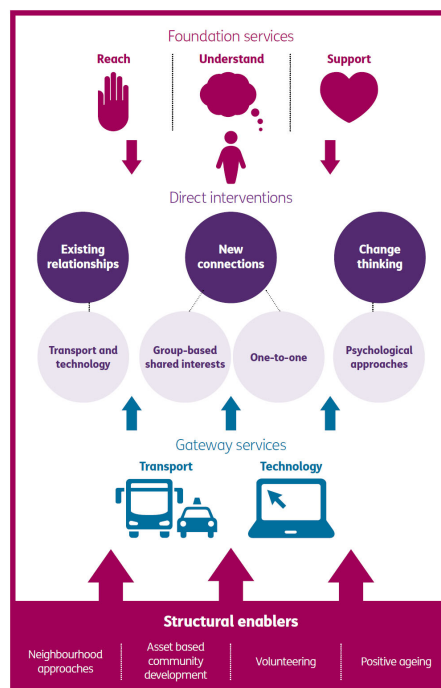 Foundation services
Reach
Understand
Support
Direct interventions
Existing
relationships
New
connections
Change
thinking
Transport and
technology
Group-based
shared interests
One-to-one
Psychological
approaches
Gateway services
Transport
Technology
Structural enablers
Neighbourhood
approaches
Asset based
community
development
Volunteering
Positive ageing